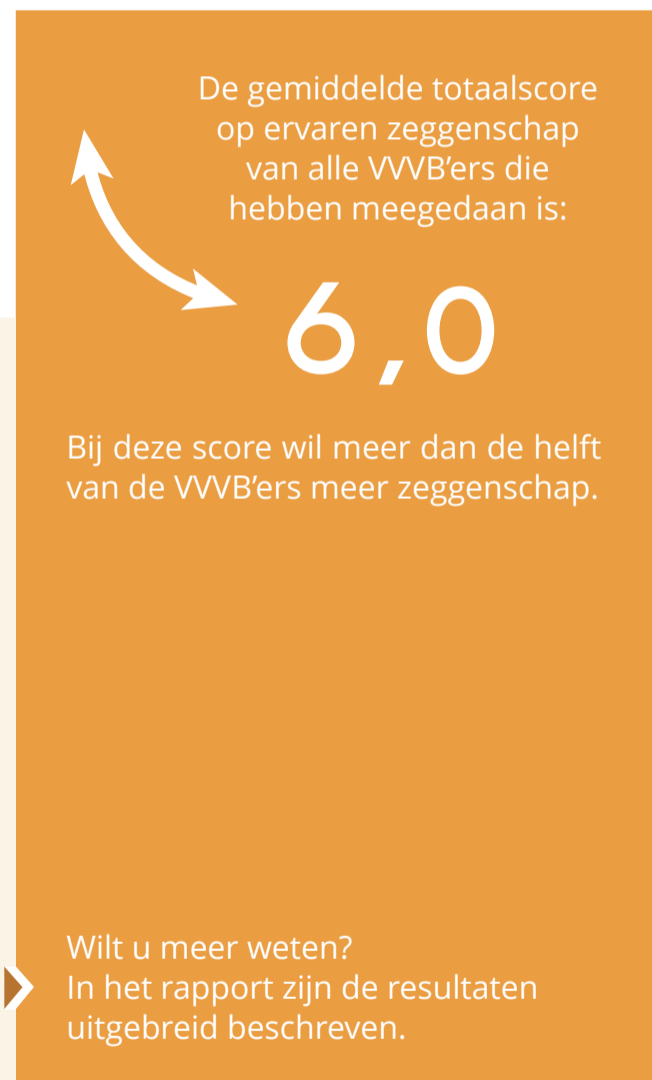 De gemiddelde totaalscore
op ervaren zeggenschap
van alle VVVB’ers die
hebben meegedaan is:
6,0
Bij deze score wil meer dan de helft
van de VVVB’ers meer zeggenschap.
Wilt u meer weten?
In het rapport zijn de resultaten
uitgebreid beschreven.